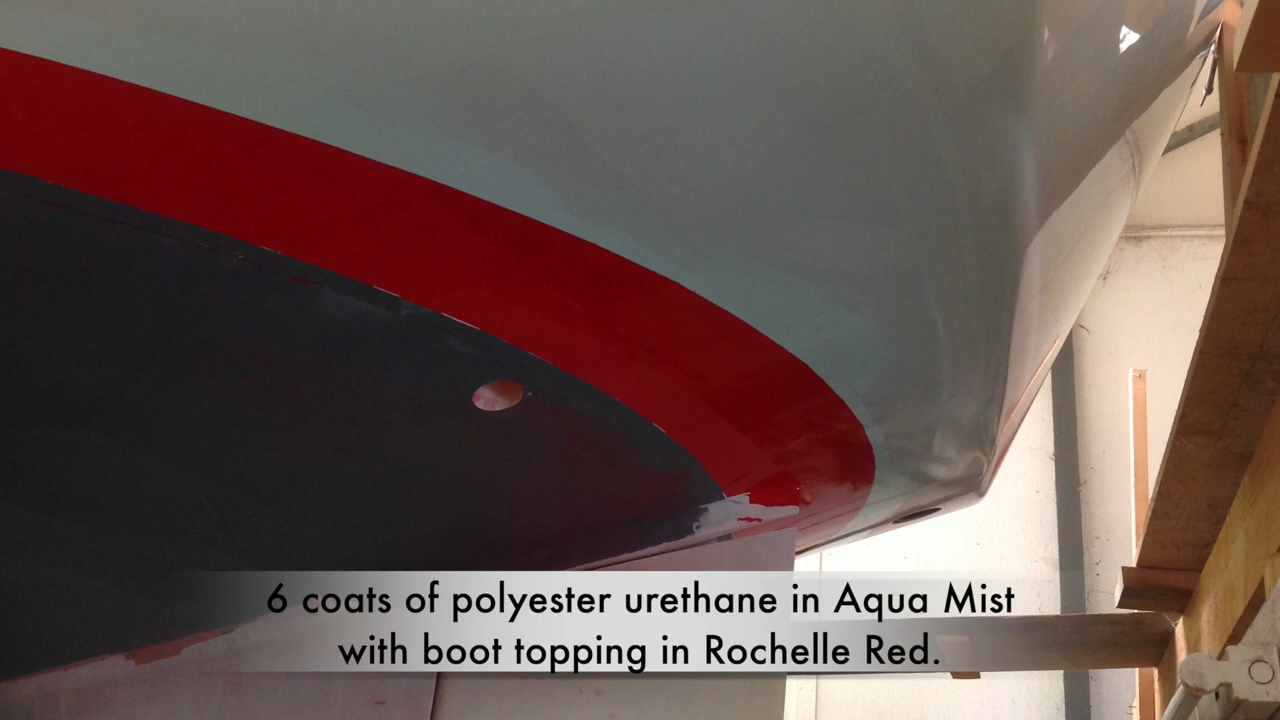 6 coats of polyester urethane in Aqua Mist
with boot topping in Rochelle Red.